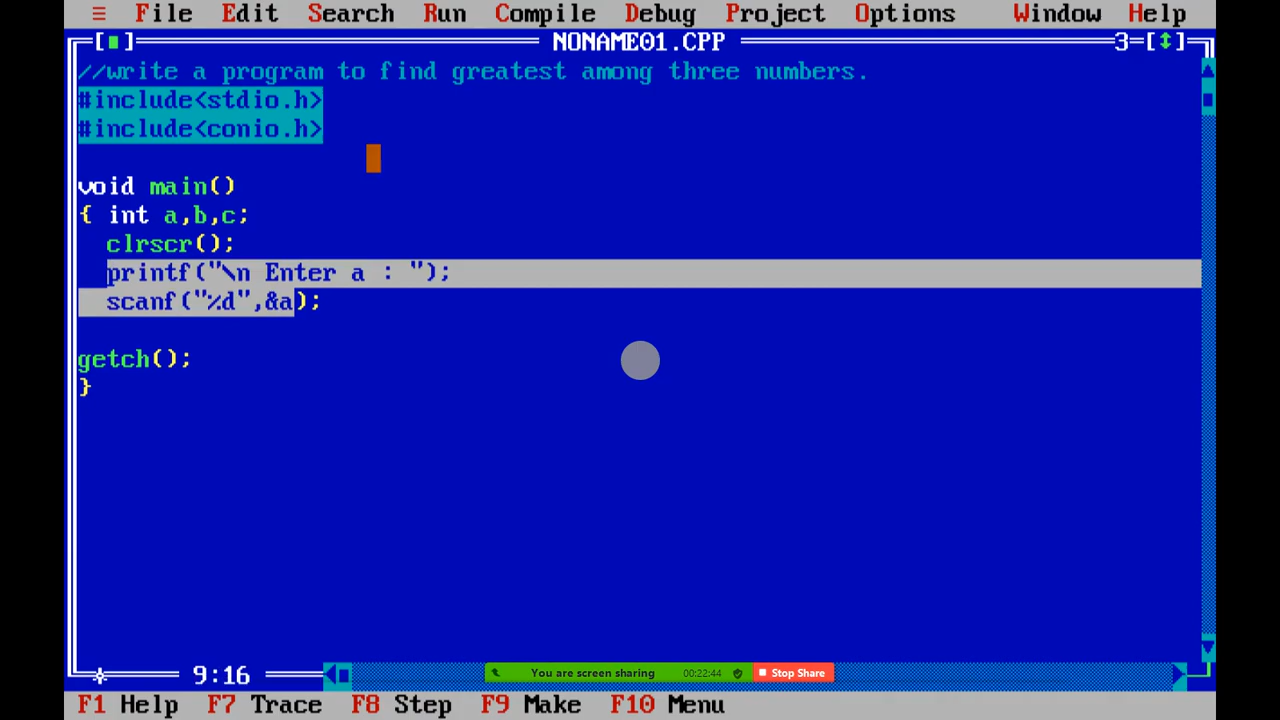 ≡ File Edit Search Run Compile Debug Project Options Window Help
[■] NONAME01.CPP 3=[↕]
//write a program to find greatest among three numbers.
#include<stdio.h>
#include<conio.h>
void main()
{ int a,b,c;
clrscr();
printf("\n Enter a : ");
scanf("%d",&a);
getch();
}
9:16
You are screen sharing 00:22:44 Stop Share
F1 Help F7 Trace F8 Step F9 Make F10 Menu